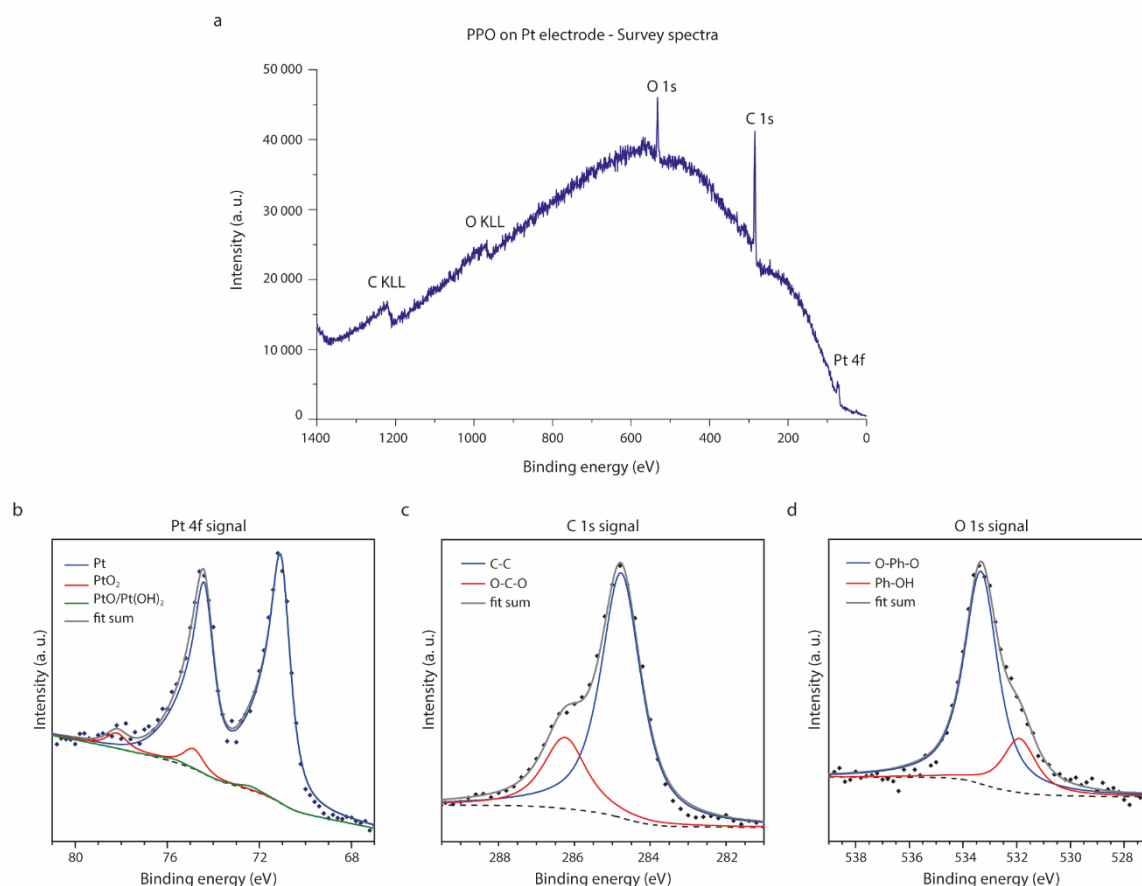 a
PPO on Pt electrode - Survey spectra
50 000
40 000
30 000
20 000
10 000
0
Intensity (a. u.)
O 1s
C 1s
O KLL
C KLL
Pt 4f
1400 1200 1000 800 600 400 200 0
Binding energy (eV)
b
Pt 4f signal
Pt
PtO₂
PtO/Pt(OH)₂
fit sum
Intensity (a. u.)
80 76 72 68
Binding energy (eV)
c
C 1s signal
C-C
O-C-O
fit sum
Intensity (a. u.)
288 286 284 282
Binding energy (eV)
d
O 1s signal
O-Ph-O
Ph-OH
fit sum
Intensity (a. u.)
538 536 534 532 530 528
Binding energy (eV)